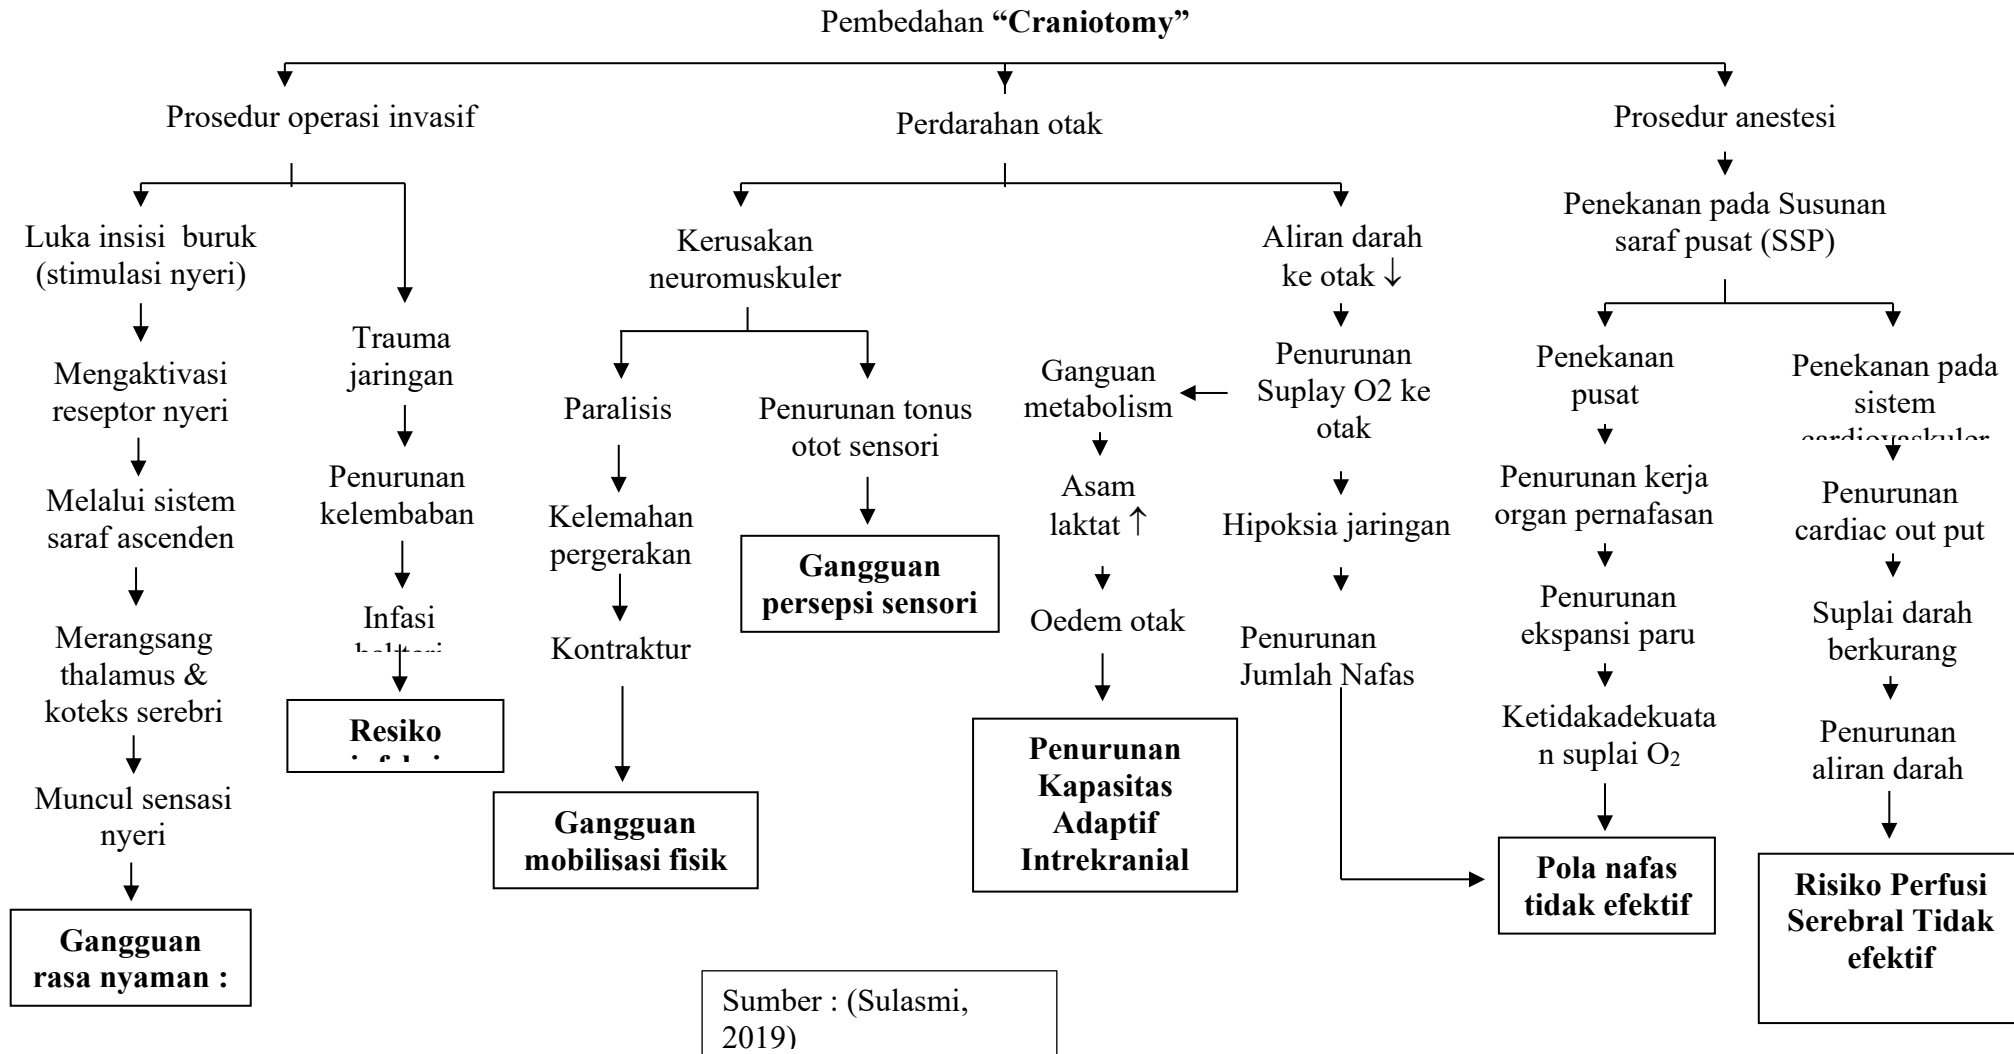 Pembedahan “Craniotomy”
Prosedur operasi invasif
Perdarahan otak
Prosedur anestesi
Luka insisi buruk
(stimulasi nyeri)
Mengaktivasi
reseptor nyeri
Melalui sistem
saraf ascenden
Merangsang
thalamus &
koteks serebri
Muncul sensasi
nyeri
Gangguan
rasa nyaman :
Trauma
jaringan
Penurunan
kelembaban
Infasi
Resiko
Kerusakan
neuromuskuler
Paralisis
Kelemahan
pergerakan
Kontraktur
Gangguan
mobilisasi fisik
Penurunan tonus
otot sensori
Gangguan
persepsi sensori
Aliran darah
ke otak ↓
Penurunan
Suplay O2 ke
otak
Ganguan
metabolism
Asam
laktat ↑
Oedem otak
Penurunan
Kapasitas
Adaptif
Intrekranial
Hipoksia jaringan
Penurunan
Jumlah Nafas
Penekanan pada Susunan
saraf pusat (SSP)
Penekanan
pusat
Penurunan kerja
organ pernafasan
Penurunan
ekspansi paru
Ketidakadekuata
n suplai O₂
Pola nafas
tidak efektif
Penekanan pada
sistem
cardiovaskuler
Penurunan
cardiac out put
Suplai darah
berkurang
Penurunan
aliran darah
Risiko Perfusi
Serebral Tidak
efektif
Sumber : (Sulasmi,
2019)